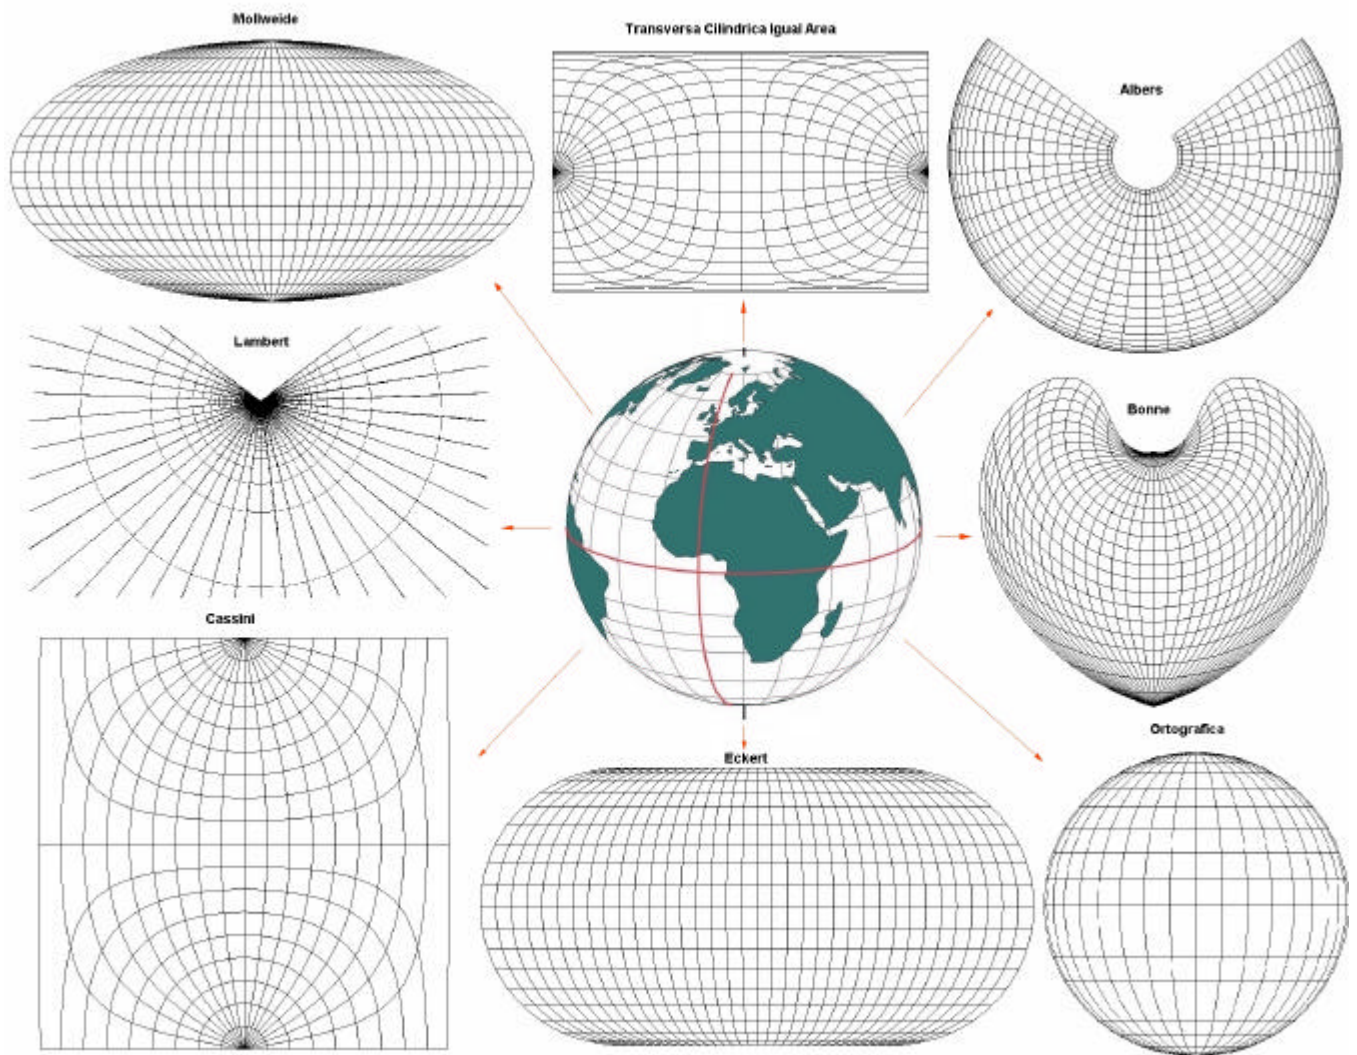 Mollweide
Transversa Cilindrica Igual Area
Albers
Lambert
Bonne
Cassini
Ortografica
Eckert